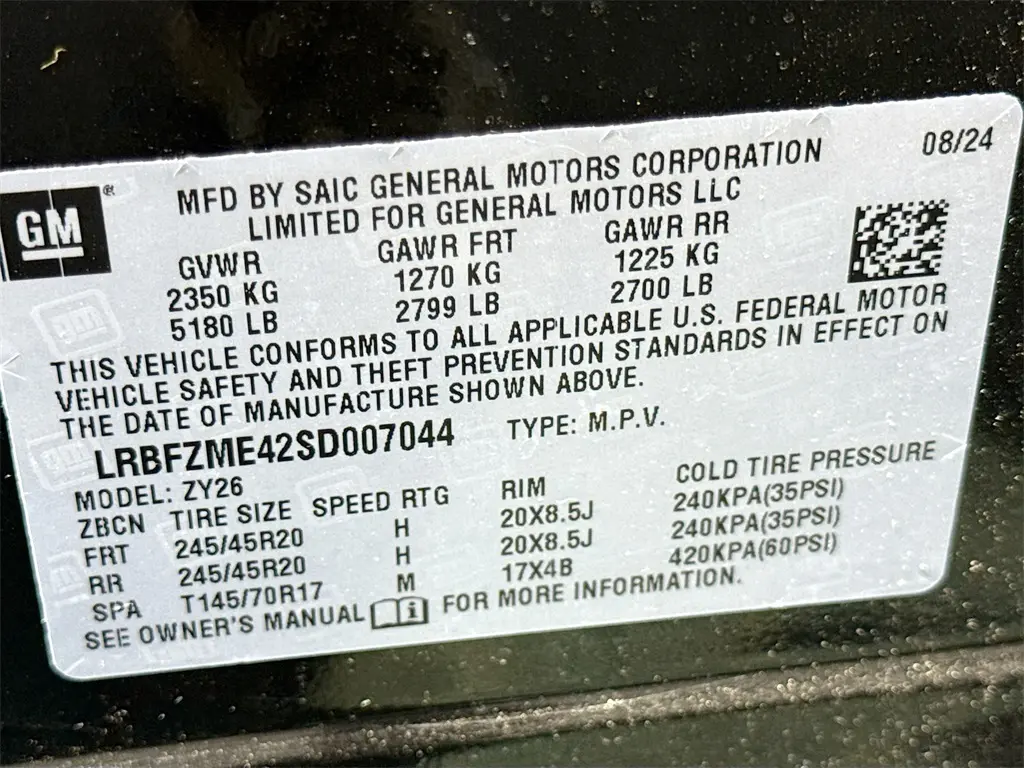 08/24
GM®
MFD BY SAIC GENERAL MOTORS CORPORATION
LIMITED FOR GENERAL MOTORS LLC
GVWR GAWR FRT GAWR RR
2350 KG 1270 KG 1225 KG
5180 LB 2799 LB 2700 LB
THIS VEHICLE CONFORMS TO ALL APPLICABLE U.S. FEDERAL MOTOR
VEHICLE SAFETY AND THEFT PREVENTION STANDARDS IN EFFECT ON
THE DATE OF MANUFACTURE SHOWN ABOVE.
LRBFZME42SD007044 TYPE: M.P.V.
MODEL: ZY26
ZBCN TIRE SIZE SPEED RTG RIM COLD TIRE PRESSURE
FRT 245/45R20 H 20X8.5J 240KPA(35PSI)
RR 245/45R20 H 20X8.5J 240KPA(35PSI)
SPA T145/70R17 M 17X4B 420KPA(60PSI)
SEE OWNER'S MANUAL i FOR MORE INFORMATION.